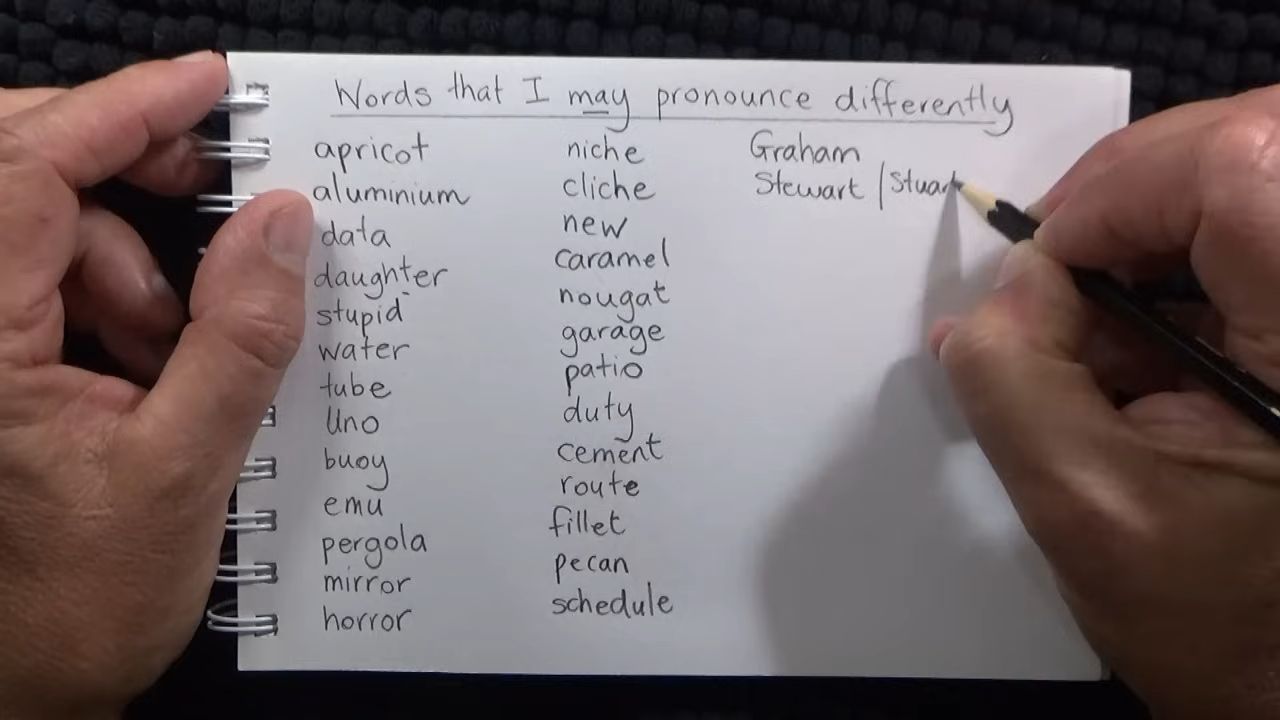 Words that I may pronounce differently
apricot
aluminium
data
daughter
stupid
water
tube
Uno
buoy
emu
pergola
mirror
horror
niche
cliche
new
caramel
nougat
garage
patio
duty
cement
route
fillet
pecan
schedule
Graham
Stewart / Stuart